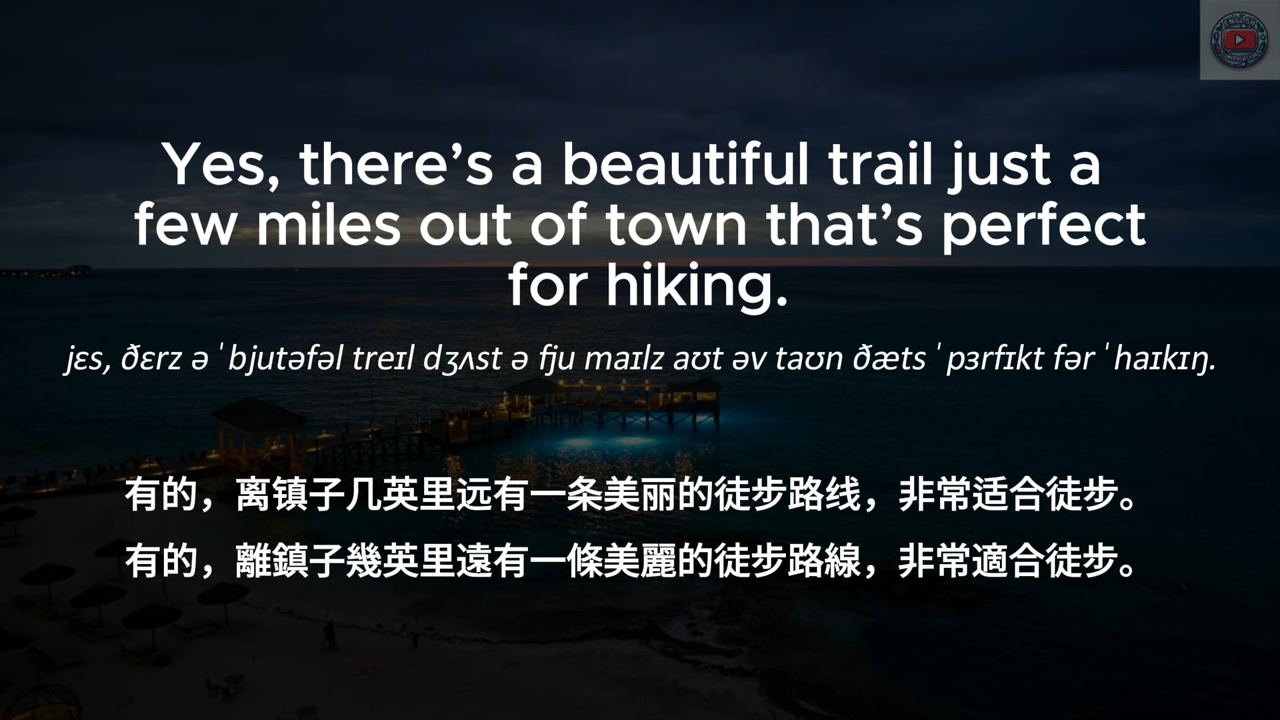 Yes, there’s a beautiful trail just a
few miles out of town that’s perfect
for hiking.
jɛs, ðɛrz ə ˈbjutəfəl treɪl dʒʌst ə fju maɪlz aʊt əv taʊn ðæts ˈpɜrfɪkt fər ˈhaɪkɪŋ.
有的，离镇子几英里远有一条美丽的徒步路线，非常适合徒步。
有的，離鎮子幾英里遠有一條美麗的徒步路線，非常適合徒步。